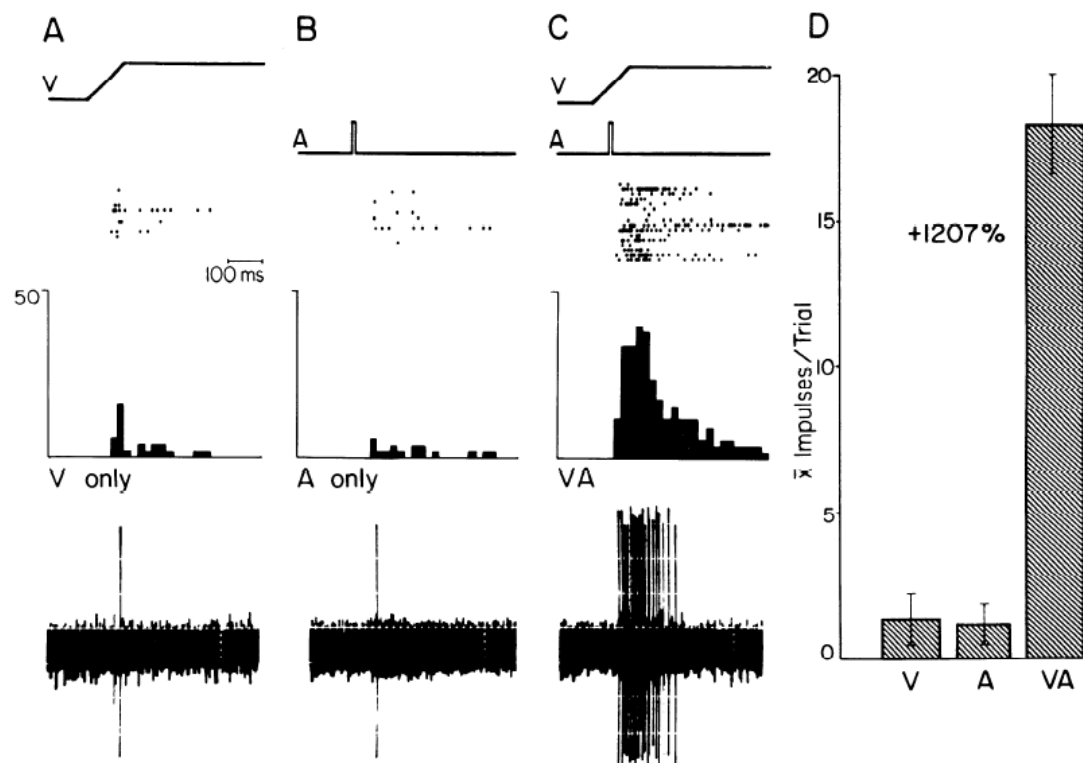 A
V
100 ms
50
V only
B
A
A only
C
V
A
VA
D
20
15
10
5
0
x̄ Impulses/Trial
+1207%
V
A
VA